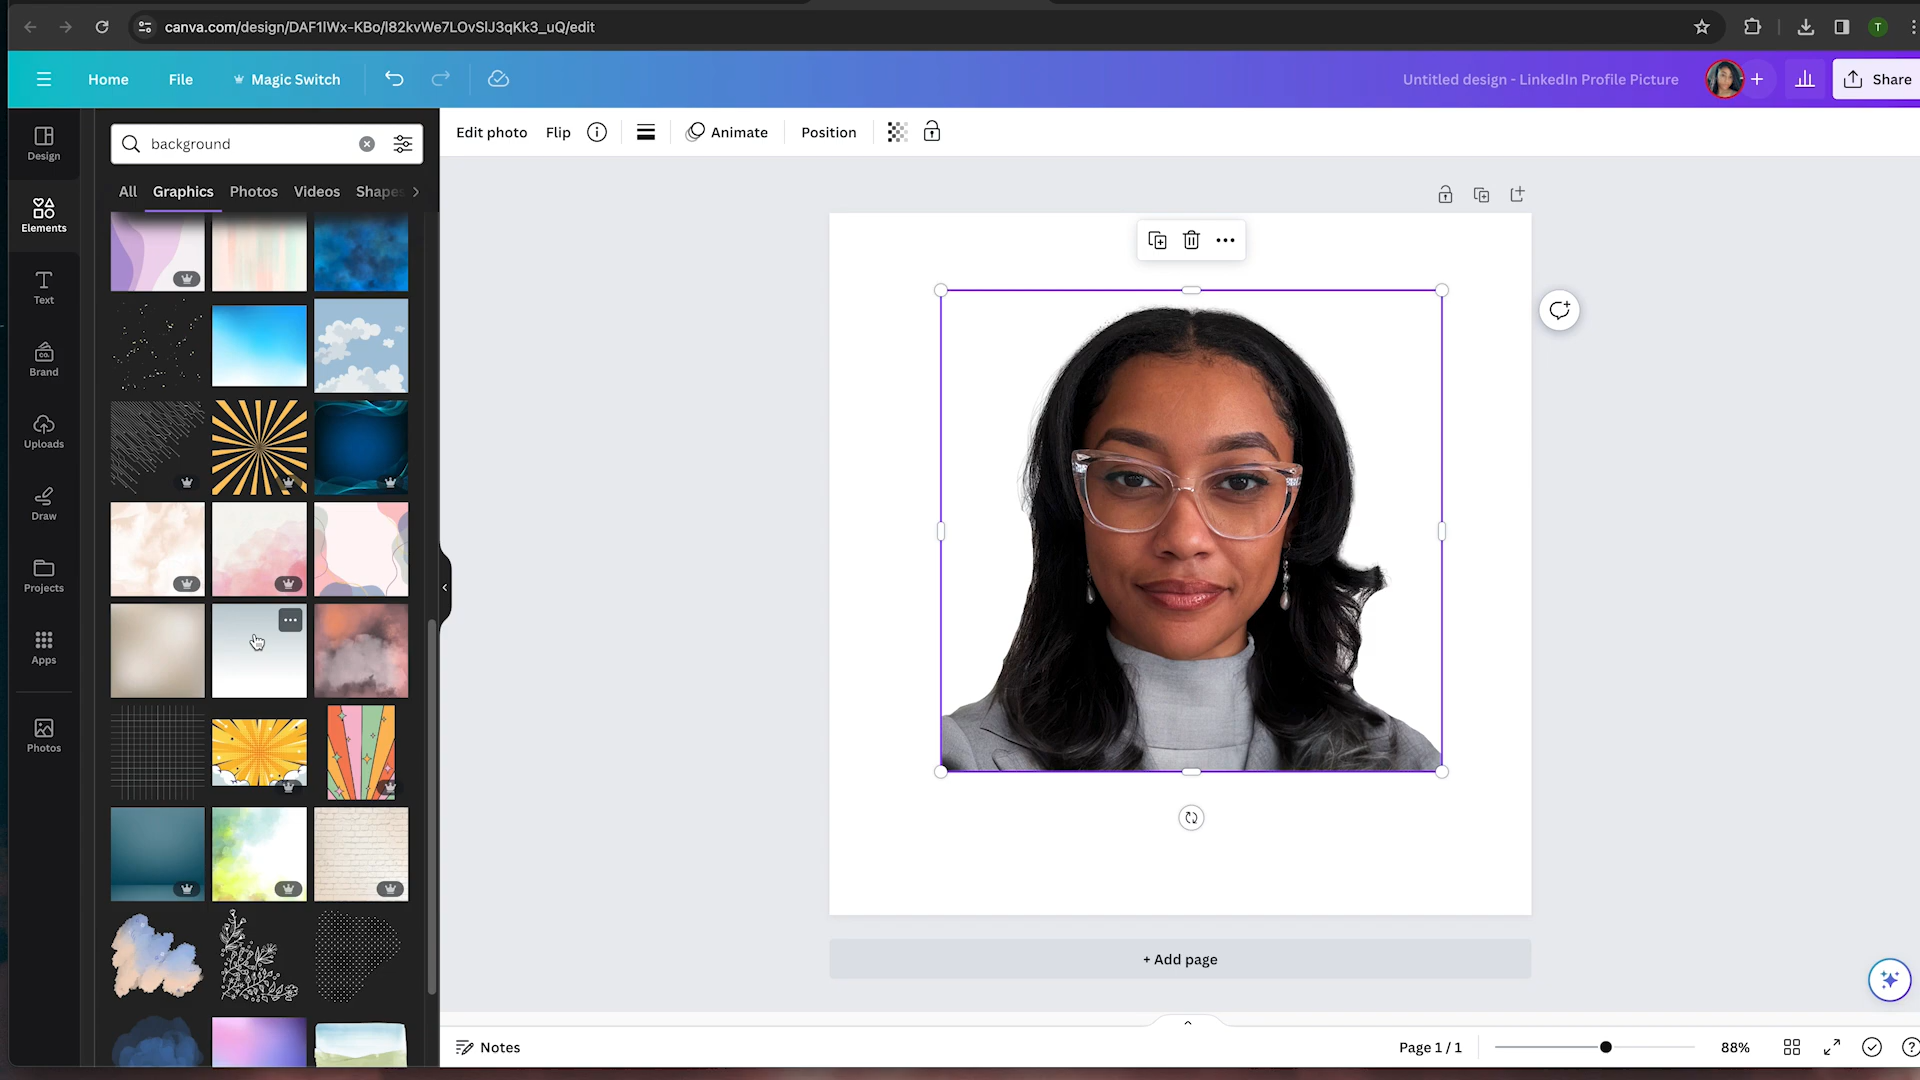 canva.com/design/DAF1lWx-KBo/l82kvWe7LOvSlJ3qKk3_uQ/edit
T
Home
File
Magic Switch
Untitled design - LinkedIn Profile Picture
Share
Design
Elements
Text
Brand
CO.
Uploads
Draw
Projects
Apps
Photos
background
All
Graphics
Photos
Videos
Shapes
Edit photo
Flip
Animate
Position
+ Add page
Notes
Page 1 / 1
88%